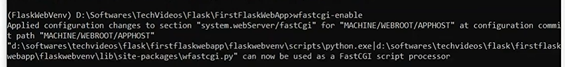 (FlaskWebVenv) D:\Softwares\TechVideos\Flask\FirstFlaskWebApp>wfastcgi-enable
Applied configuration changes to section "system.webServer/fastCgi" for "MACHINE/WEBROOT/APPHOST" at configuration commi
t path "MACHINE/WEBROOT/APPHOST"
"d:\softwares\techvideos\flask\firstflaskwebapp\flaskwebvenv\scripts\python.exe|d:\softwares\techvideos\flask\firstflask
webapp\flaskwebvenv\lib\site-packages\wfastcgi.py" can now be used as a FastCGI script processor